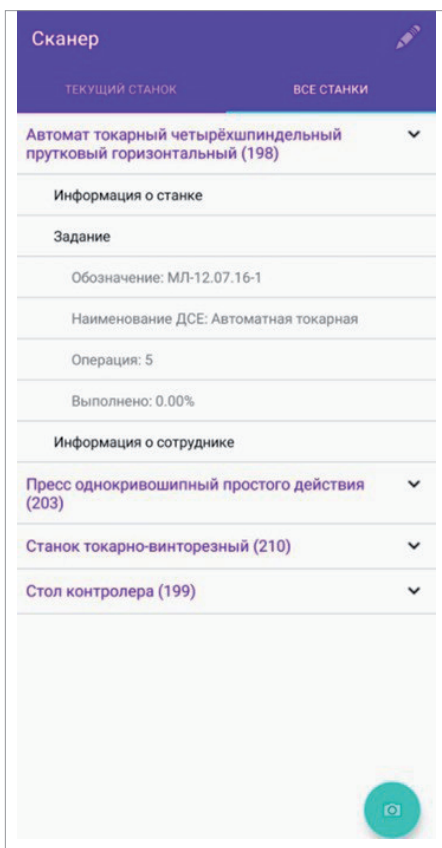 Сканер
ТЕКУЩИЙ СТАНОК
ВСЕ СТАНКИ
Автомат токарный четырёхшпиндельный
прутковый горизонтальный (198)
Информация о станке
Задание
Обозначение: МЛ-12.07.16-1
Наименование ДСЕ: Автоматная токарная
Операция: 5
Выполнено: 0.00%
Информация о сотруднике
Пресс однокривошипный простого действия
(203)
Станок токарно-винторезный (210)
Стол контролера (199)